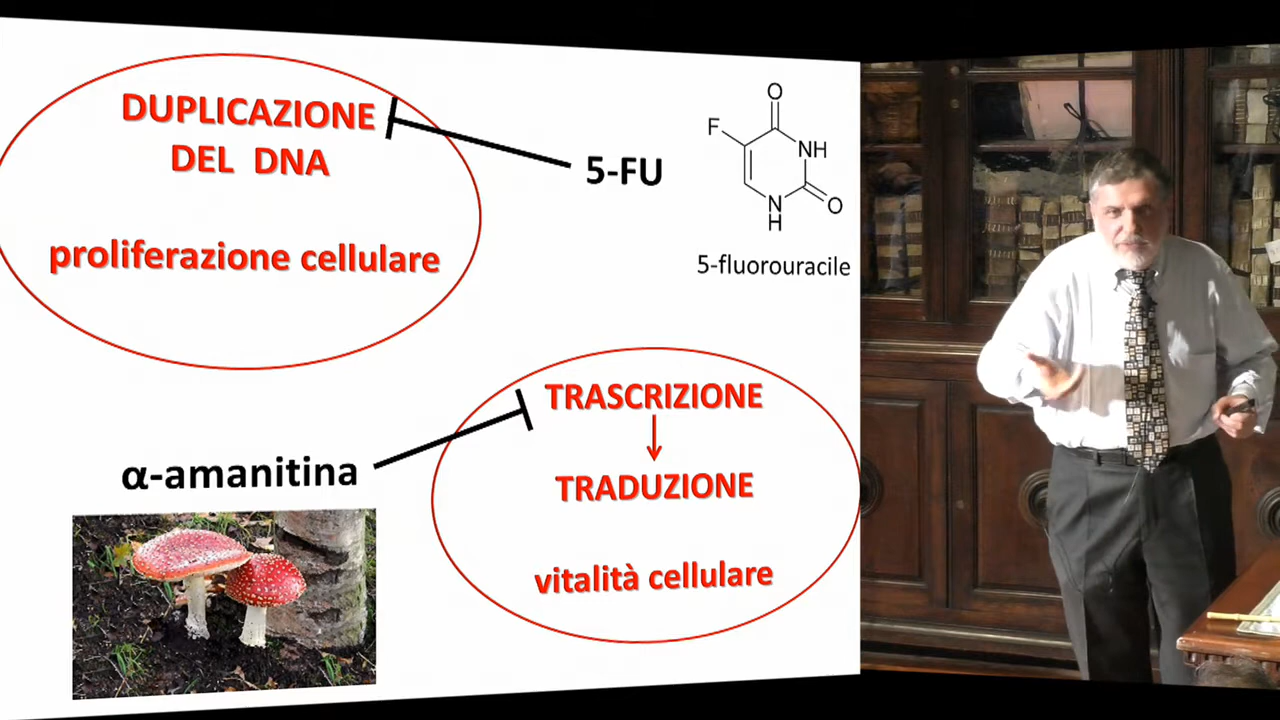 DUPLICAZIONE
DEL DNA
proliferazione cellulare
5-FU
O
F
NH
N
H
O
5-fluorouracile
TRASCRIZIONE
TRADUZIONE
vitalità cellulare
α-amanitina